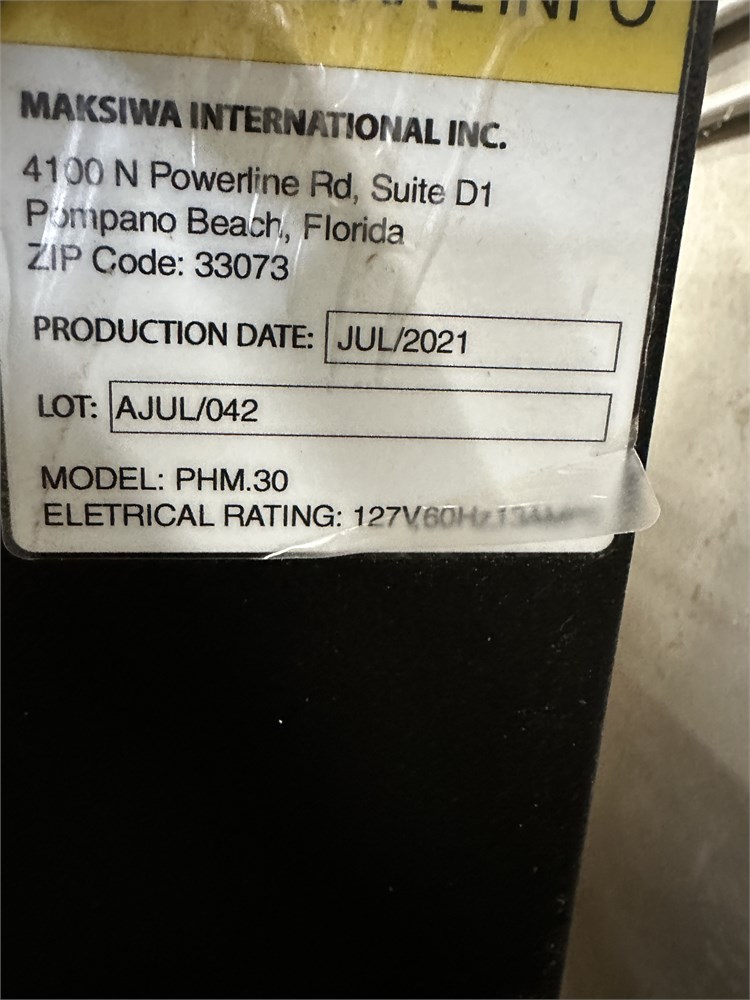 INFO
MAKSIWA INTERNATIONAL INC.
4100 N Powerline Rd, Suite D1
Pompano Beach, Florida
ZIP Code: 33073
PRODUCTION DATE: JUL/2021
LOT: AJUL/042
MODEL: PHM.30
ELETRICAL RATING: 127V60Hz